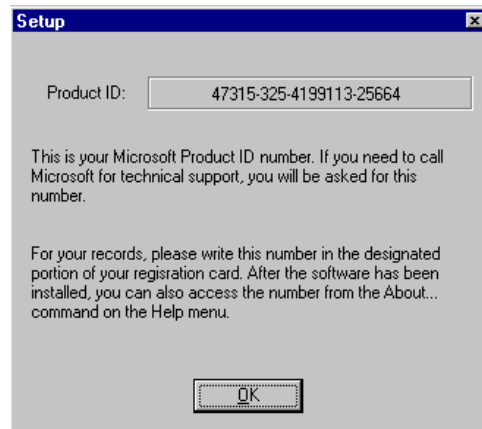 Setup
Product ID: 47315-325-4199113-25664
This is your Microsoft Product ID number. If you need to call
Microsoft for technical support, you will be asked for this
number.
For your records, please write this number in the designated
portion of your regisration card. After the software has been
installed, you can also access the number from the About...
command on the Help menu.
OK